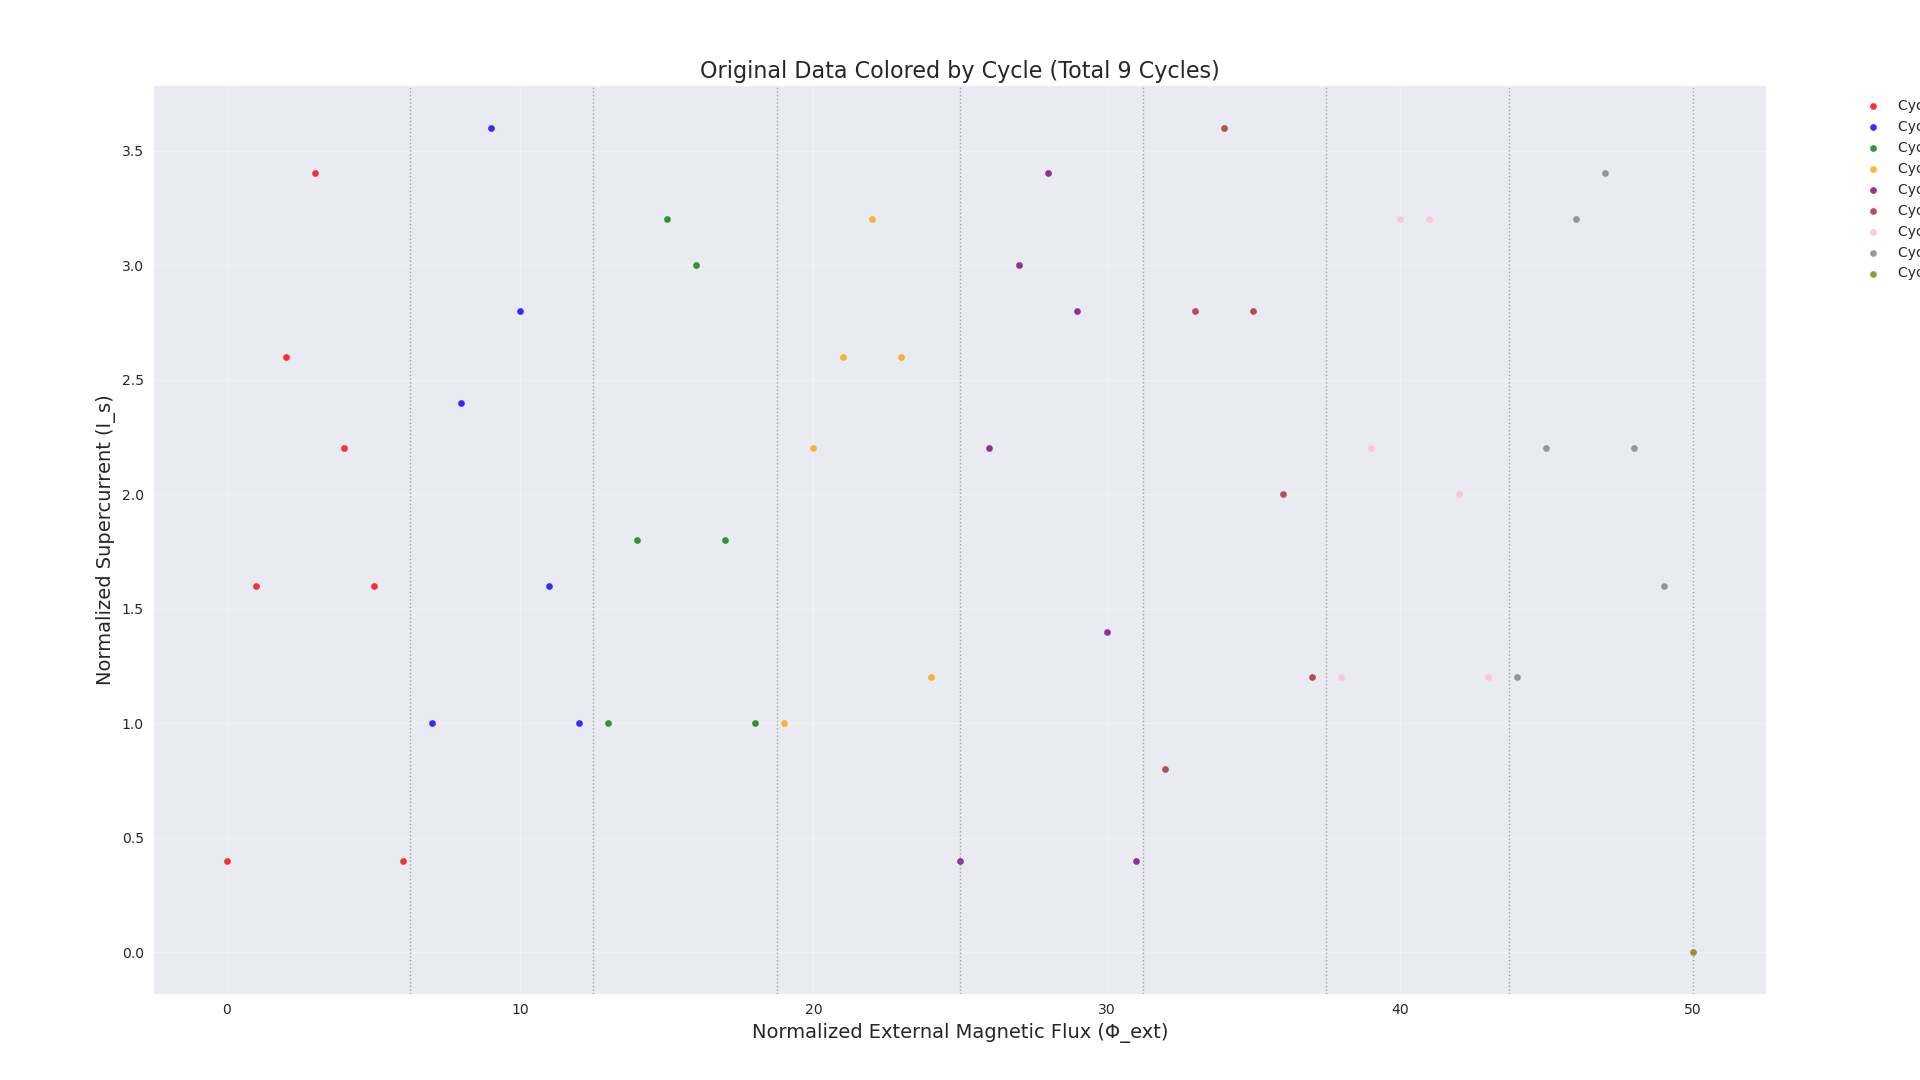 Original Data Colored by Cycle (Total 9 Cycles)
Normalized Supercurrent (I_s)
3.5
3.0
2.5
2.0
1.5
1.0
0.5
0.0
0
10
20
30
40
50
Normalized External Magnetic Flux (Φ_ext)
Cyc
Cyc
Cyc
Cyc
Cyc
Cyc
Cyc
Cyc
Cyc